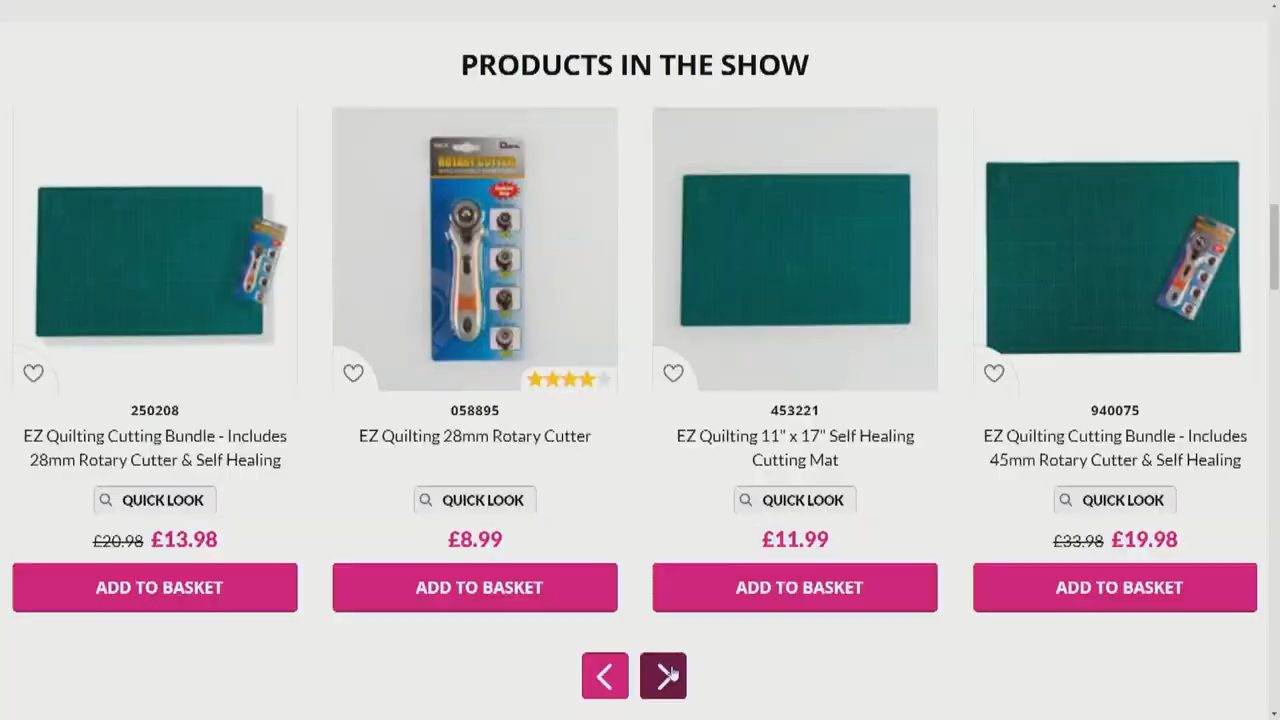 PRODUCTS IN THE SHOW
ROTARY CUTTER
250208
058895
453221
940075
EZ Quilting Cutting Bundle - Includes
28mm Rotary Cutter & Self Healing
EZ Quilting 28mm Rotary Cutter
EZ Quilting 11" x 17" Self Healing
Cutting Mat
EZ Quilting Cutting Bundle - Includes
45mm Rotary Cutter & Self Healing
QUICK LOOK
QUICK LOOK
QUICK LOOK
QUICK LOOK
£20.98 £13.98
£8.99
£11.99
£33.98 £19.98
ADD TO BASKET
ADD TO BASKET
ADD TO BASKET
ADD TO BASKET